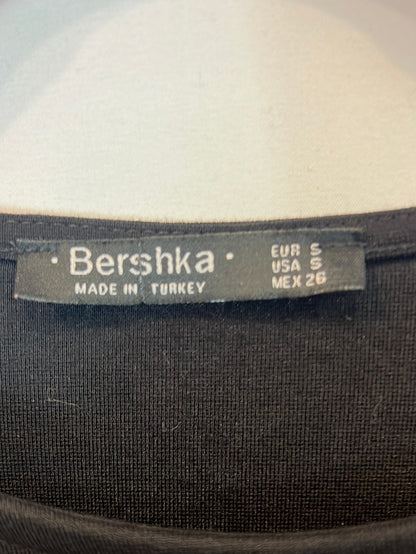 · Bershka ·
MADE IN TURKEY
EUR S
USA S
MEX 26